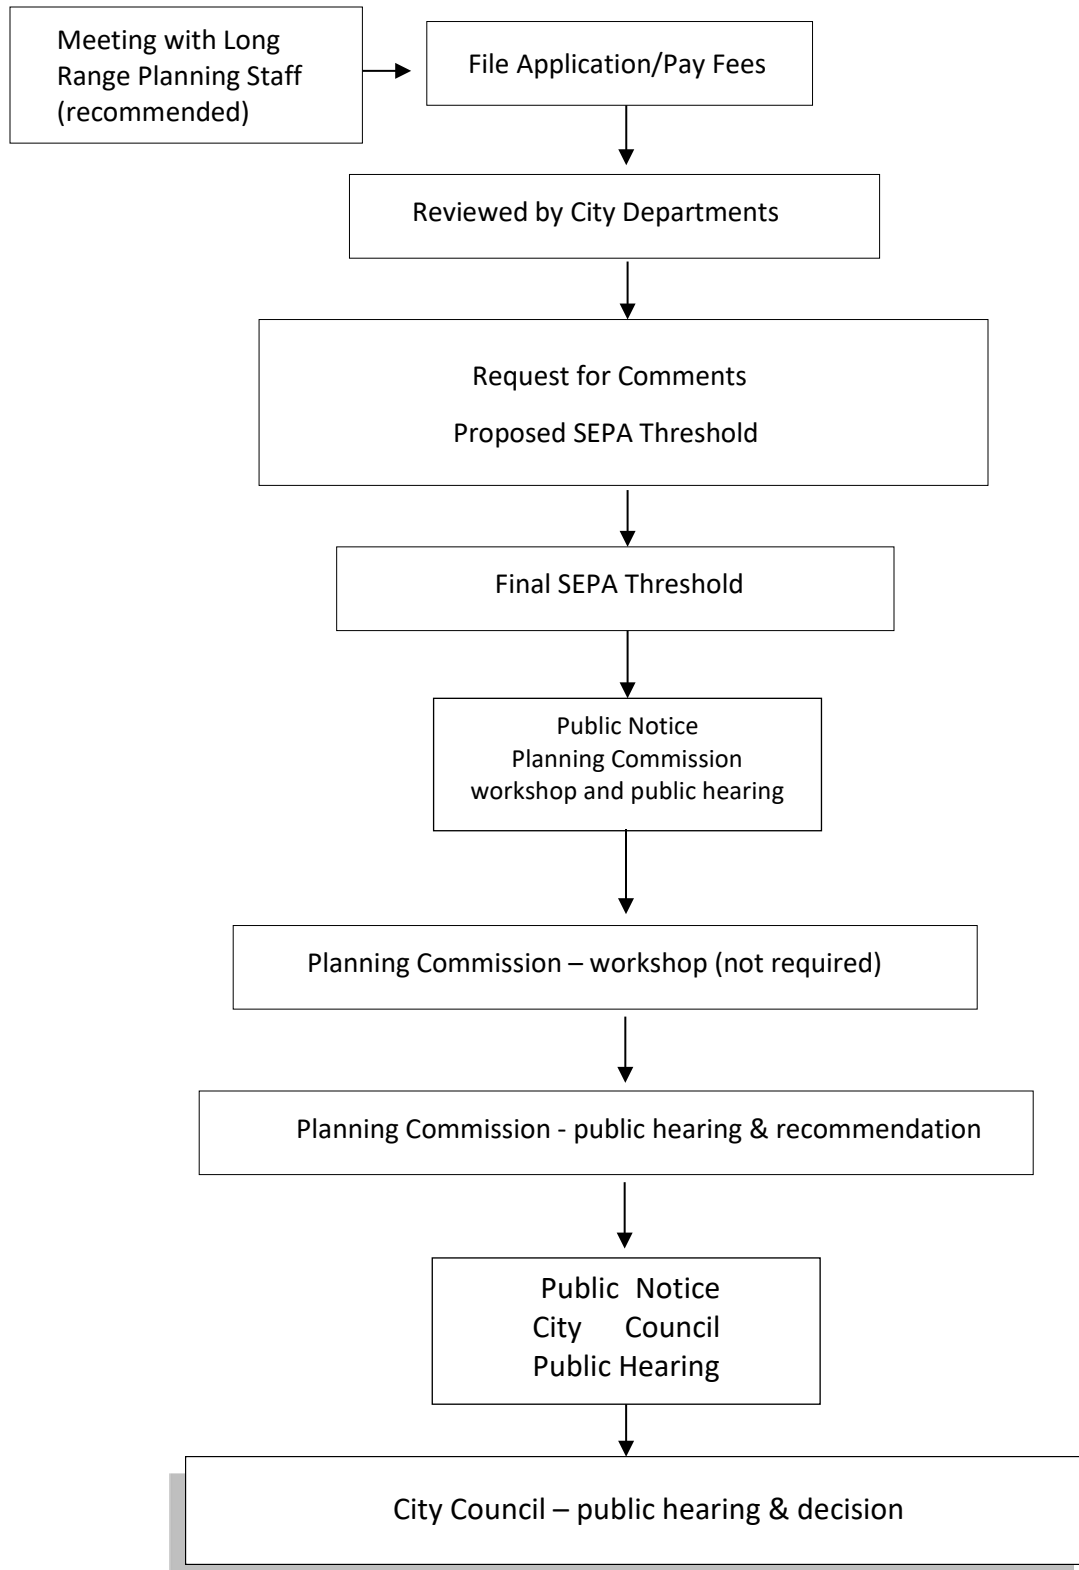 Meeting with Long
Range Planning Staff
(recommended)
File Application/Pay Fees
Reviewed by City Departments
Request for Comments
Proposed SEPA Threshold
Final SEPA Threshold
Public Notice
Planning Commission
workshop and public hearing
Planning Commission – workshop (not required)
Planning Commission - public hearing & recommendation
Public Notice
City Council
Public Hearing
City Council – public hearing & decision